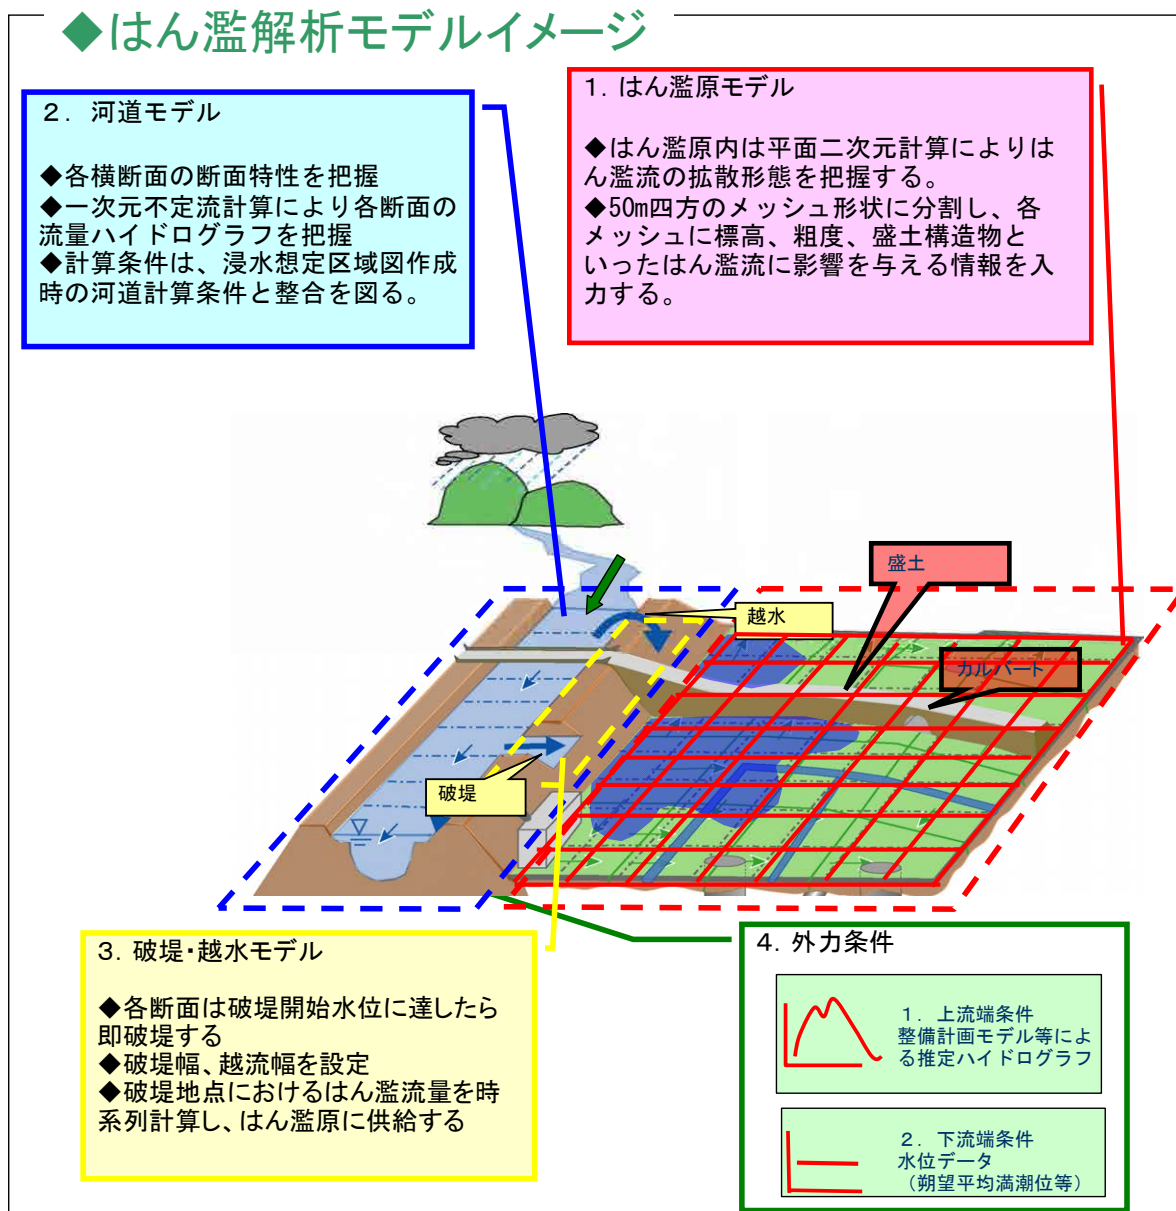 ◆はん濫解析モデルイメージ
2. 河道モデル
◆各横断面の断面特性を把握
◆一次元不定流計算により各断面の
流量ハイドログラフを把握
◆計算条件は、浸水想定区域図作成
時の河道計算条件と整合を図る。
1. はん濫原モデル
◆はん濫原内は平面二次元計算によりは
ん濫流の拡散形態を把握する。
◆50m四方のメッシュ形状に分割し、各
メッシュに標高、粗度、盛土構造物と
いったはん濫流に影響を与える情報を入
力する。
盛土
越水
カルバート
破堤
3. 破堤・越水モデル
◆各断面は破堤開始水位に達したら
即破堤する
◆破堤幅、越流幅を設定
◆破堤地点におけるはん濫流量を時
系列計算し、はん濫原に供給する
4. 外力条件
1. 上流端条件
整備計画モデル等によ
る推定ハイドログラフ
2. 下流端条件
水位データ
(朔望平均満潮位等)